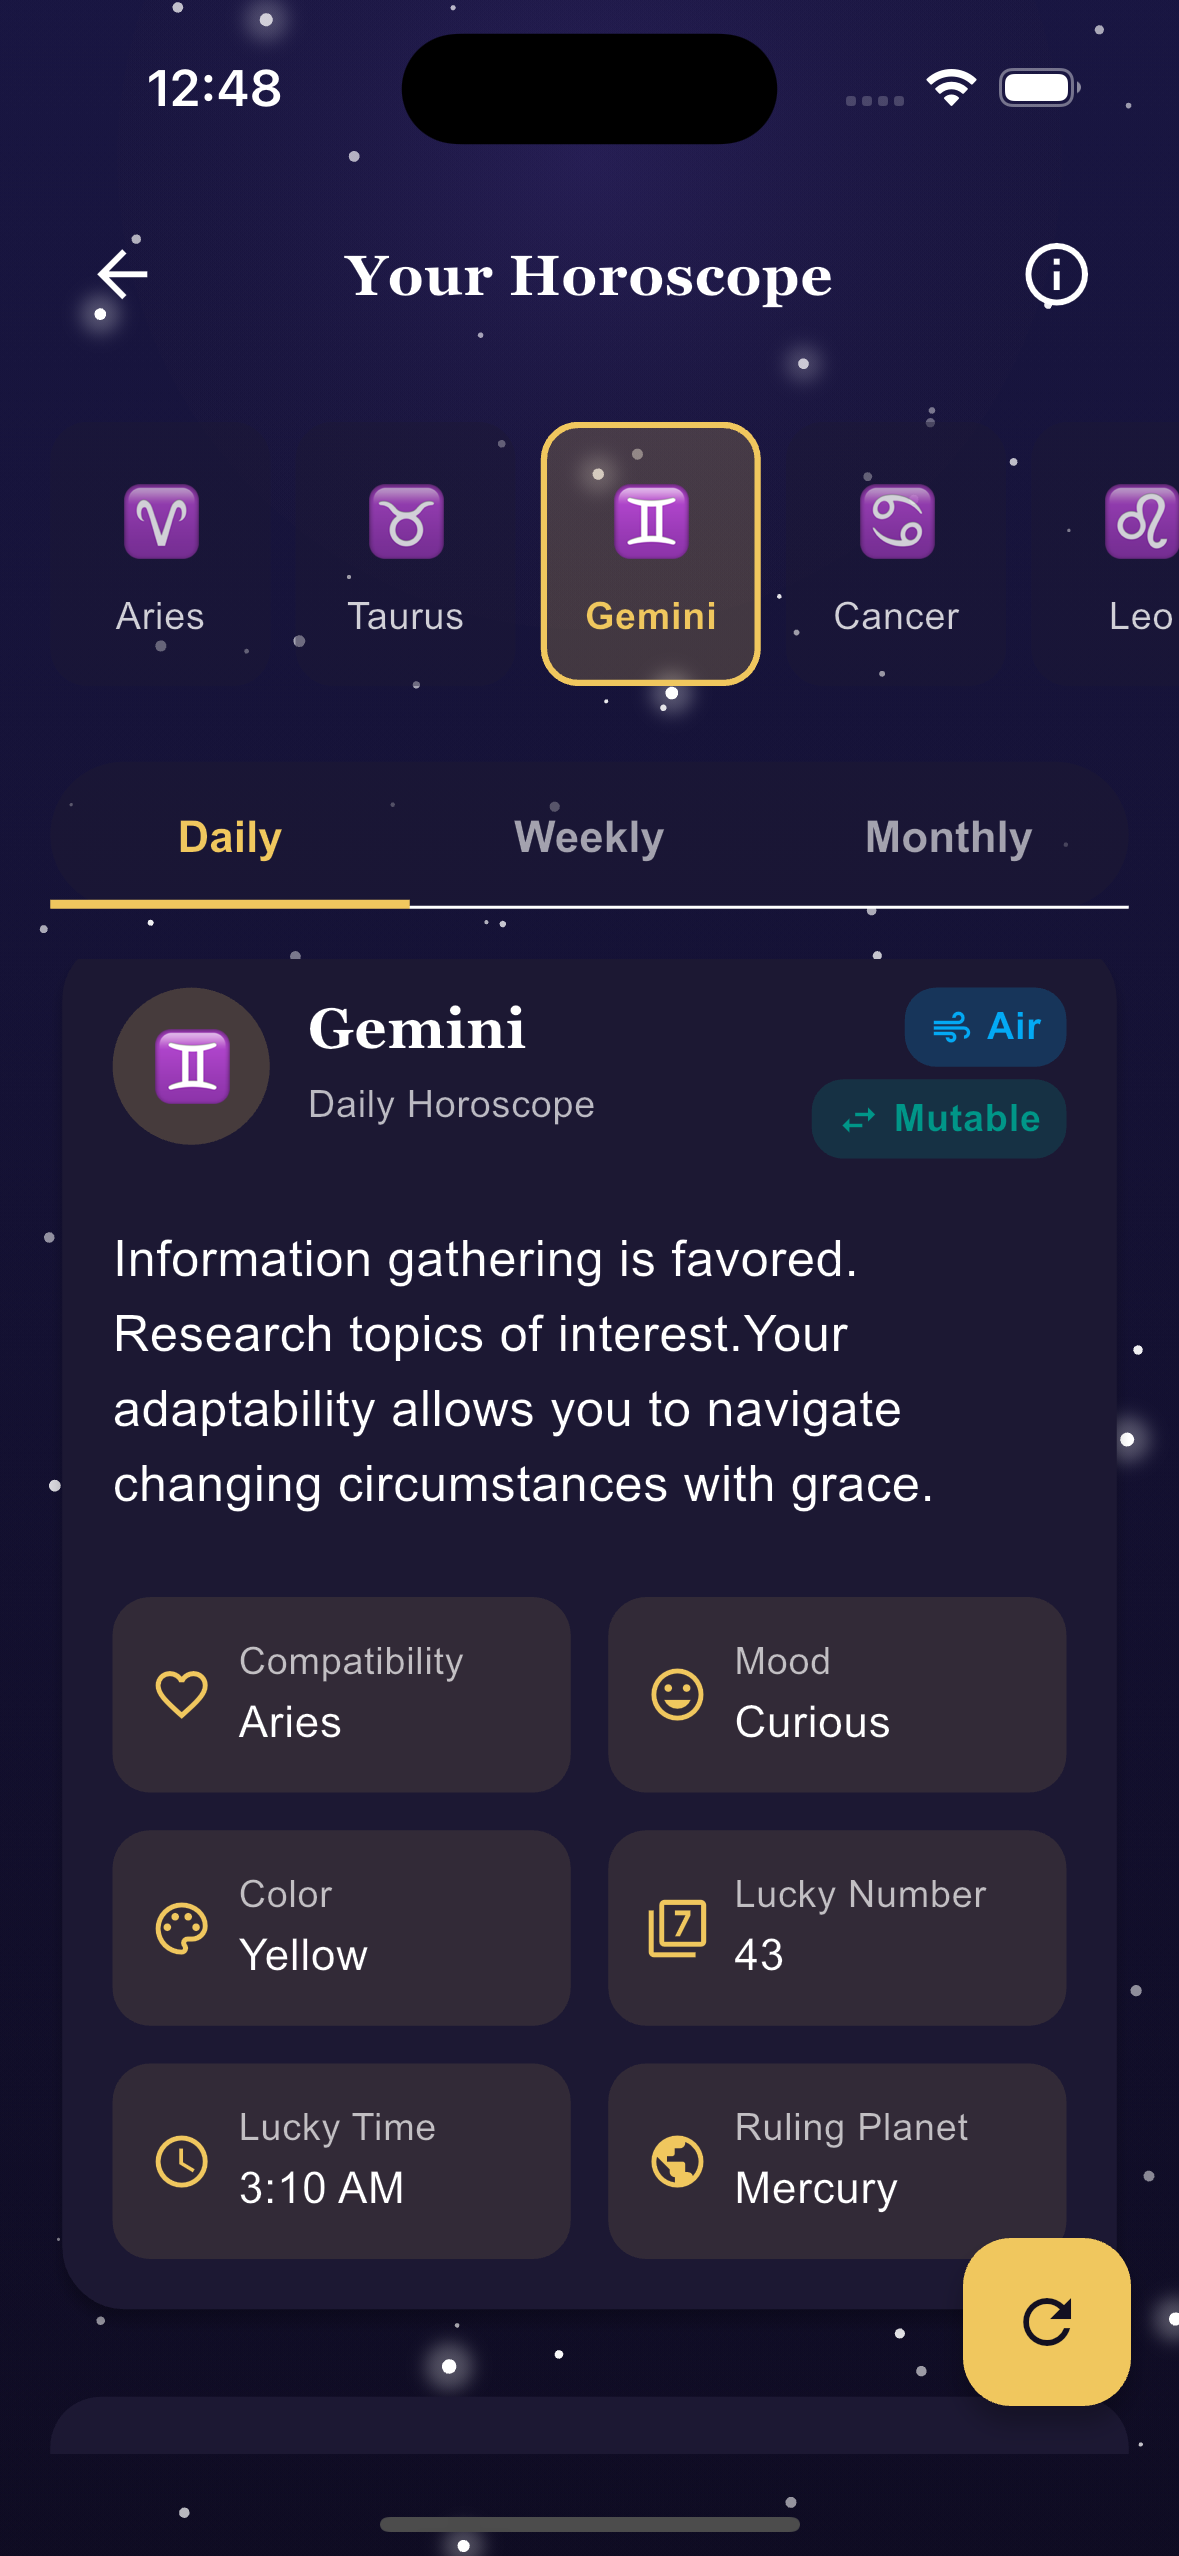 12:48
Your Horoscope
♈ ♉ ♊ ♋ ♌
Aries Taurus Gemini Cancer Leo
Daily Weekly Monthly
♊
Gemini
Daily Horoscope
Air
Mutable
Information gathering is favored.
Research topics of interest.Your
adaptability allows you to navigate
changing circumstances with grace.
Compatibility
Aries
Mood
Curious
Color
Yellow
7
Lucky Number
43
Lucky Time
3:10 AM
Ruling Planet
Mercury